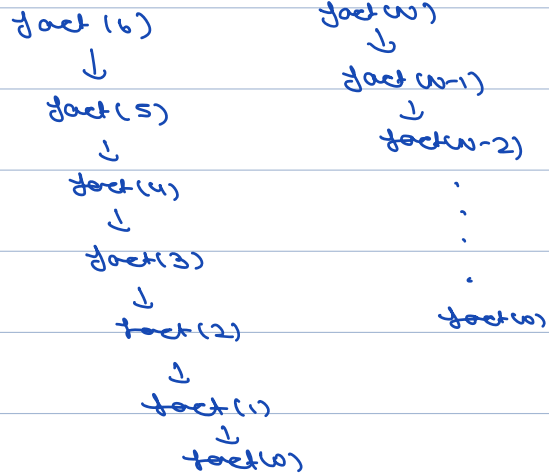 fact(6)
↓
fact(5)
↓
fact(4)
↓
fact(3)
↓
fact(2)
↓
fact(1)
↓
fact(0)
fact(N)
↓
fact(N-1)
↓
fact(N-2)
.
.
.
.
fact(0)